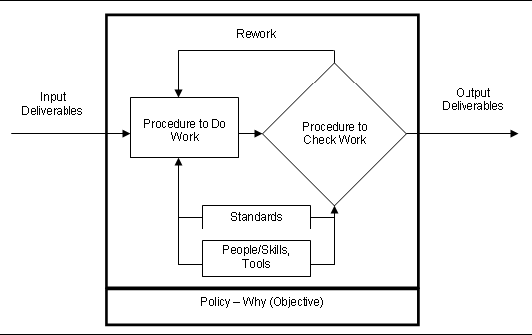 Rework
Input
Deliverables
Output
Deliverables
Procedure to Do
Work
Procedure to
Check Work
Standards
People/Skills,
Tools
Policy – Why (Objective)